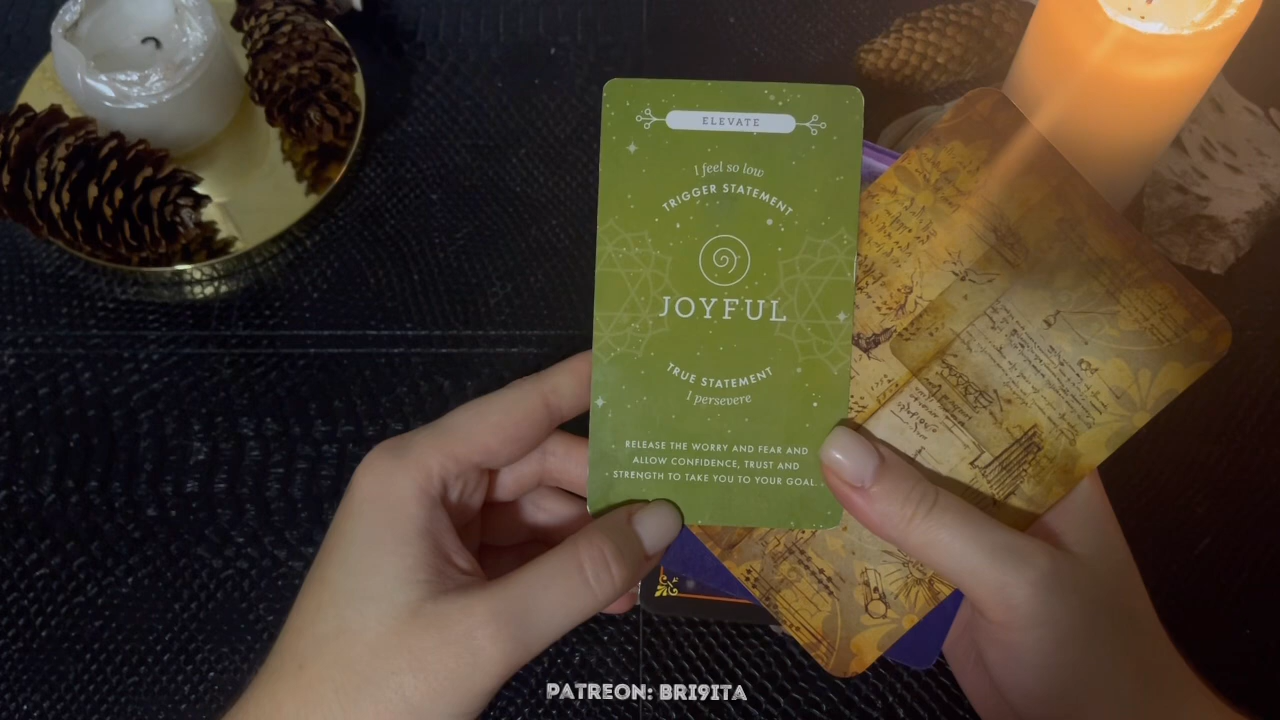 ELEVATE
I feel so low
TRIGGER STATEMENT
JOYFUL
TRUE STATEMENT
I persevere
RELEASE THE WORRY AND FEAR AND
ALLOW CONFIDENCE, TRUST AND
STRENGTH TO TAKE YOU TO YOUR GOAL.
PATREON: BRI9ITA